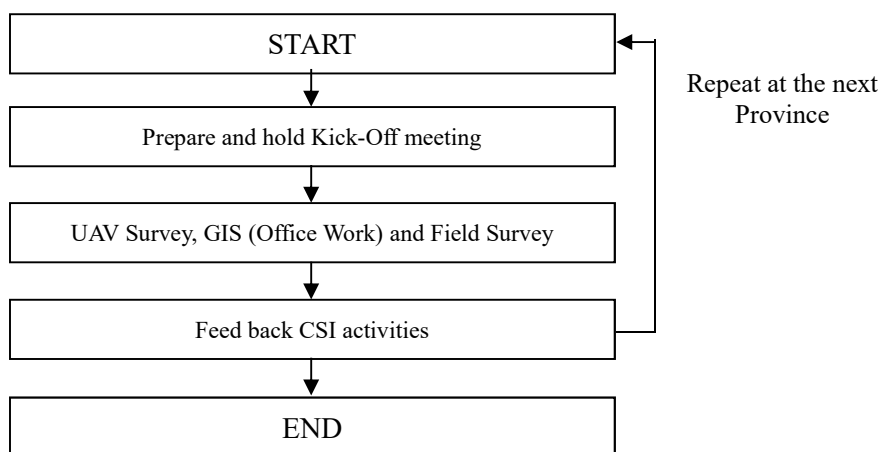 START
Repeat at the next
Province
Prepare and hold Kick-Off meeting
UAV Survey, GIS (Office Work) and Field Survey
Feed back CSI activities
END